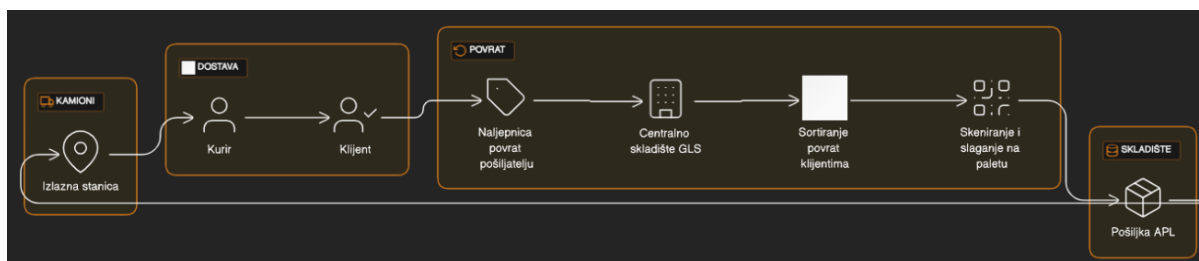 KAMIONI
Izlazna stanica
DOSTAVA
Kurir
Klijent
POVRAT
Naljepnica
povrat
pošiljatelju
Centralno
skladište GLS
Sortiranje
povrat
klijentima
Skeniranje i
slaganje na
paletu
SKLADIŠTE
Pošiljka APL